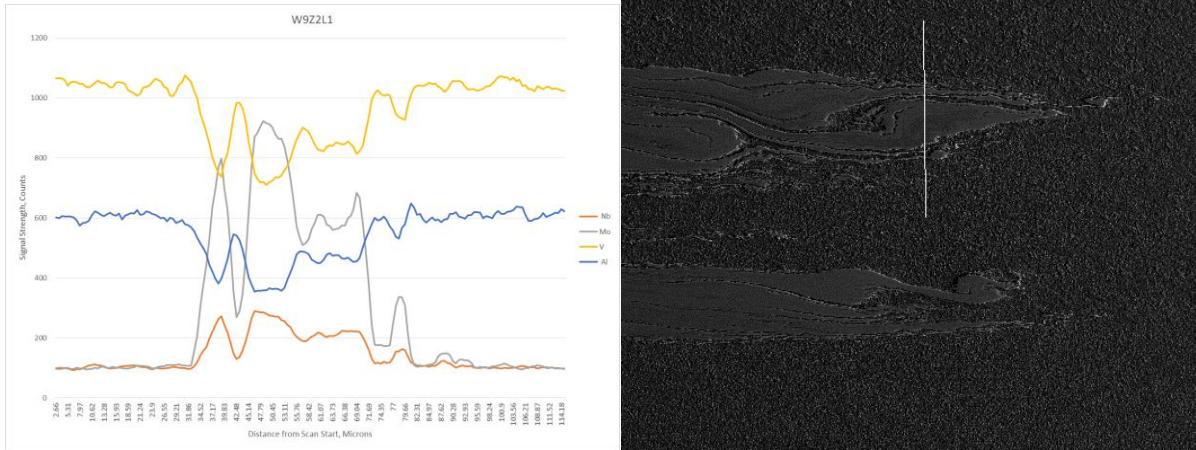 W9Z2L1
1200
1000
800
600
400
200
0
Signal Strength, Counts
2.66 5.31 7.97 10.62 13.28 15.93 18.59 21.24 23.9 26.55 29.21 31.86 34.52 37.17 39.83 42.48 45.14 47.79 50.45 53.11 55.76 58.42 61.07 63.73 66.38 69.04 71.69 74.35 77 79.66 82.31 84.97 87.62 90.28 92.93 95.59 98.24 100.9 103.56 106.21 108.87 111.52 114.18
Distance from Scan Start, Microns
Nb
Mo
V
Al